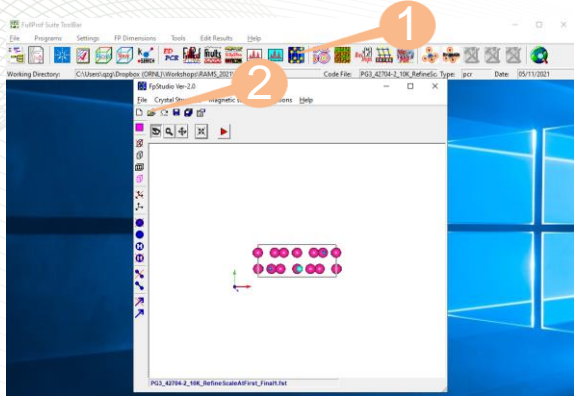 FullProf Suite Toolbar
File Programs Settings FP Dimensions Tools Edit Results Help
1
Working Directory: C:\Users\qzg\Dropbox (ORNL)\Workshops\RAMS_2021\ Code File: PG3_42704-2_10K_RefineSc Type: pcr Date: 05/11/2021
2
FpStudio Ver-2.0
File Crystal Magnetic Help
PG3_42704-2_10K_RefineScaleAtFirst_Final1.fst